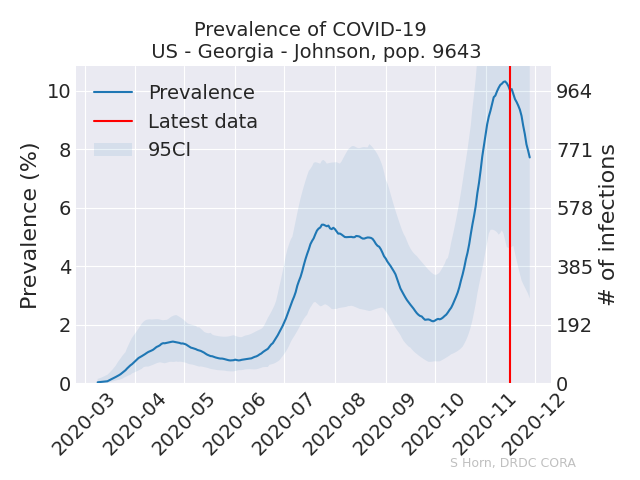 Prevalence of COVID-19
US - Georgia - Johnson, pop. 9643
Prevalence
Latest data
95CI
Prevalence (%)
10
8
6
4
2
0
964
771
578
385
192
0
# of infections
2020-03
2020-04
2020-05
2020-06
2020-07
2020-08
2020-09
2020-10
2020-11
2020-12
S Horn, DRDC CORA